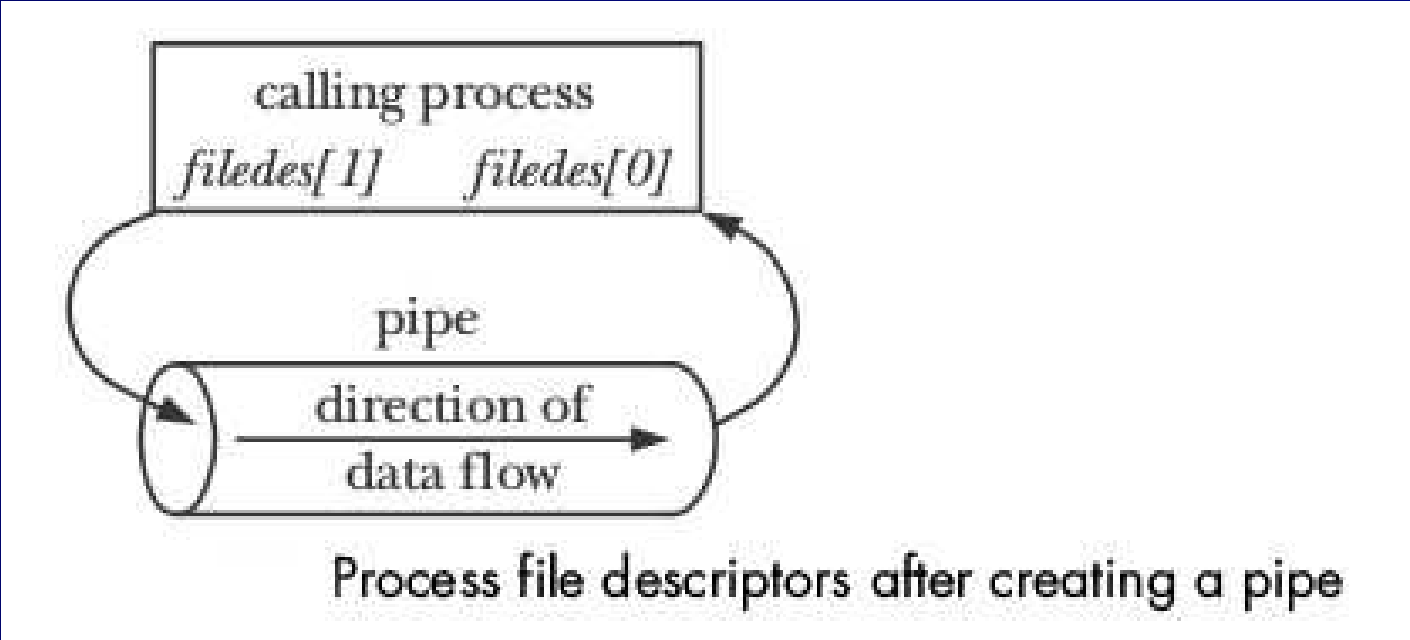 calling process
filedes[1] filedes[0]
pipe
direction of
data flow
Process file descriptors after creating a pipe